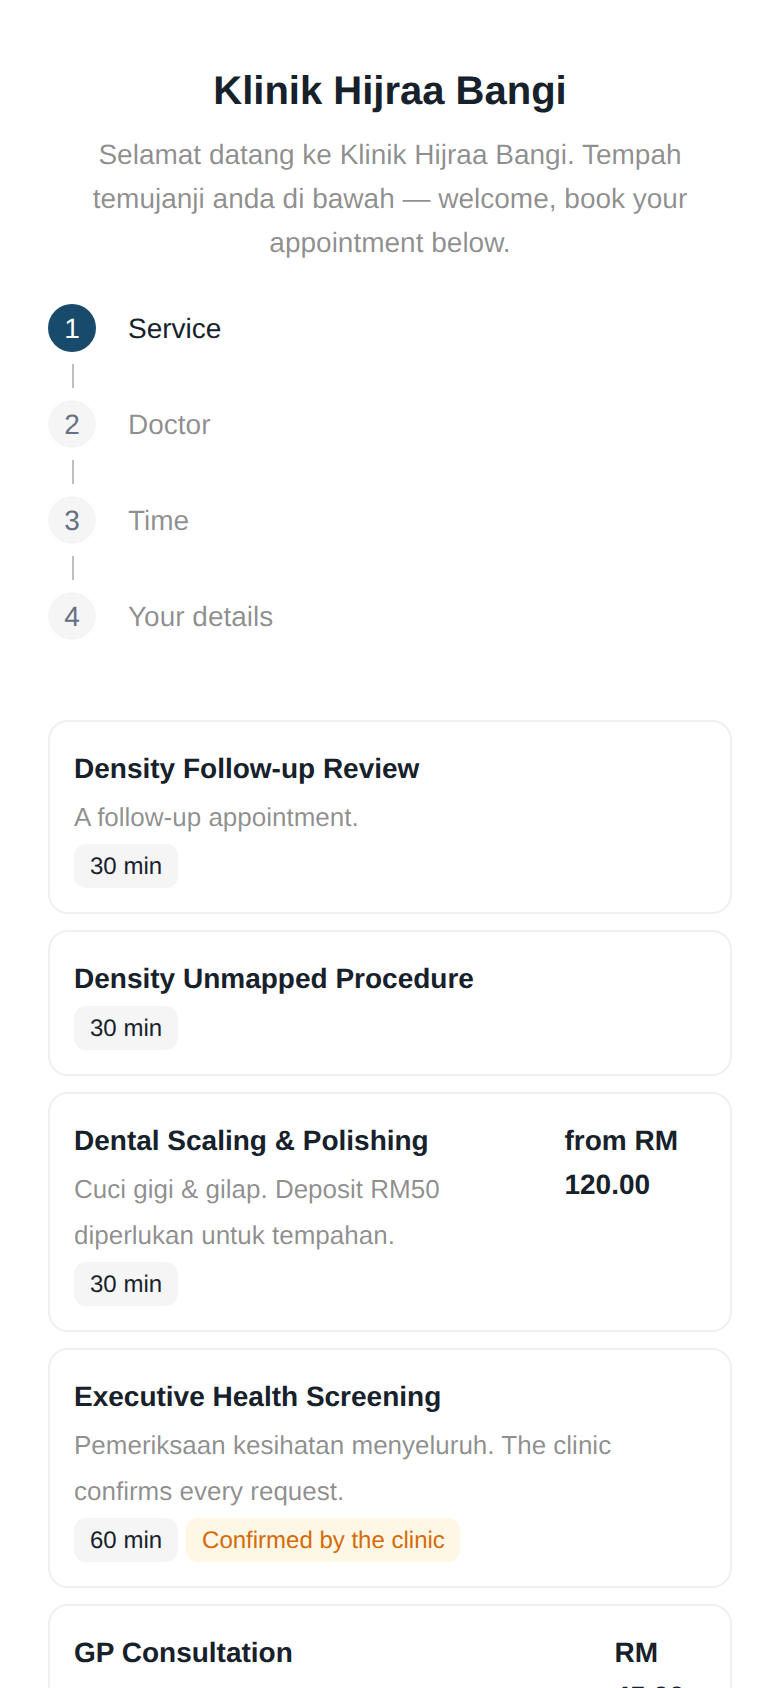 Klinik Hijraa Bangi
Selamat datang ke Klinik Hijraa Bangi. Tempah
temujanji anda di bawah — welcome, book your
appointment below.
1 Service
2 Doctor
3 Time
4 Your details
Density Follow-up Review
A follow-up appointment.
30 min
Density Unmapped Procedure
30 min
Dental Scaling & Polishing
from RM
120.00
Cuci gigi & gilap. Deposit RM50
diperlukan untuk tempahan.
30 min
Executive Health Screening
Pemeriksaan kesihatan menyeluruh. The clinic
confirms every request.
60 min Confirmed by the clinic
GP Consultation
RM